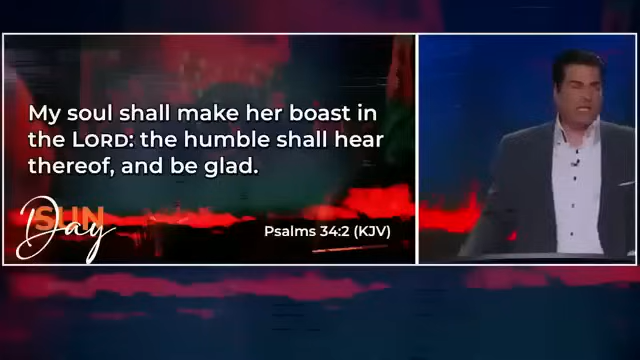 My soul shall make her boast in
the LORD: the humble shall hear
thereof, and be glad.
SUN
Day
Psalms 34:2 (KJV)